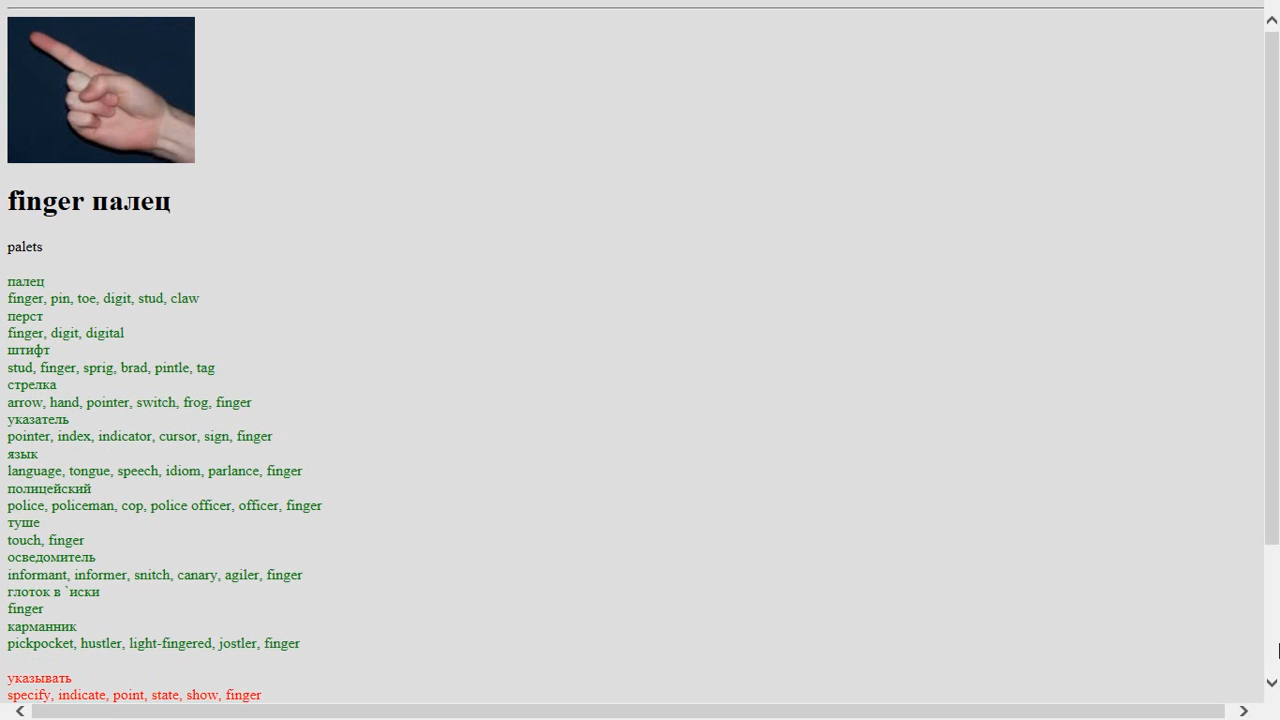 finger палец
palets
палец
finger, pin, toe, digit, stud, claw
перст
finger, digit, digital
штифт
stud, finger, sprig, brad, pintle, tag
стрелка
arrow, hand, pointer, switch, frog, finger
указатель
pointer, index, indicator, cursor, sign, finger
язык
language, tongue, speech, idiom, parlance, finger
полицейский
police, policeman, cop, police officer, officer, finger
туше
touch, finger
осведомитель
informant, informer, snitch, canary, agiler, finger
глоток в `иски
finger
карманник
pickpocket, hustler, light-fingered, jostler, finger
указывать
specify, indicate, point, state, show, finger